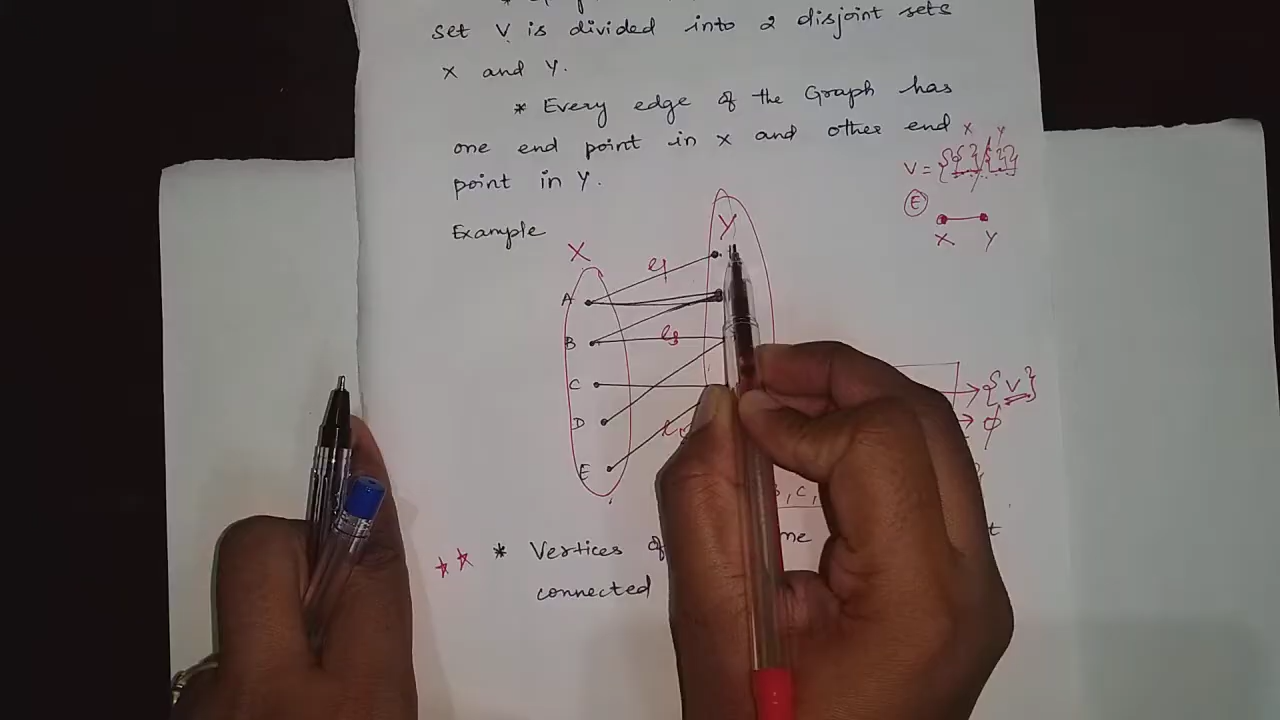 set V is divided into 2 disjoint sets
X and Y.
* Every edge of the Graph has
one end point in X and other end
point in Y.
X Y
V = {{ } { }}
E
X Y
Example
X
Y
e1
A
B
e3
C
D
E
{V}
ϕ
** * Vertices
connected